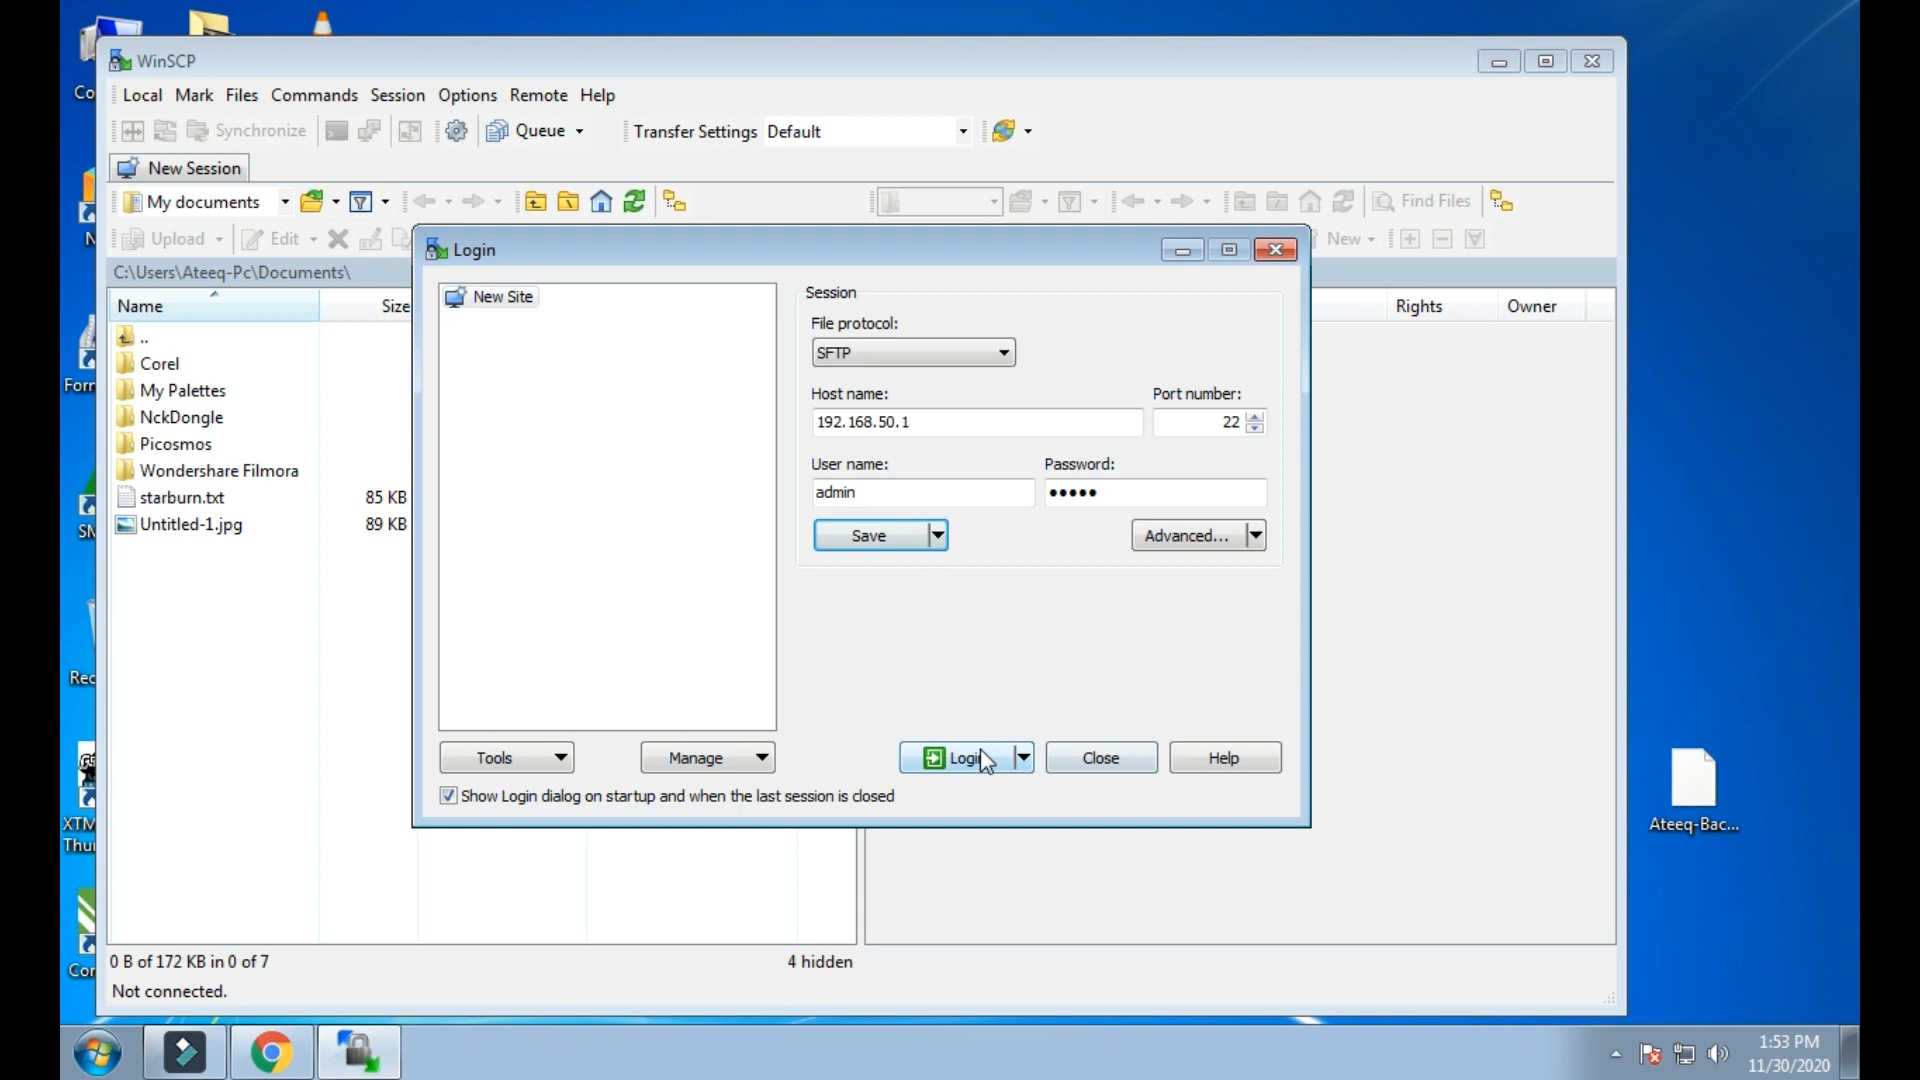 WinSCP
Local Mark Files Commands Session Options Remote Help
Synchronize Queue Transfer Settings Default
New Session
My documents Find Files
Upload Edit New
C:\Users\Ateeq-Pc\Documents\
Name Size Rights Owner
..
Corel
My Palettes
NckDongle
Picosmos
Wondershare Filmora
starburn.txt 85 KB
Untitled-1.jpg 89 KB
Login
New Site
Session
File protocol:
SFTP
Host name: Port number:
192.168.50.1 22
User name: Password:
admin •••••
Save Advanced...
Tools Manage Login Close Help
Show Login dialog on startup and when the last session is closed
0 B of 172 KB in 0 of 7 4 hidden
Not connected.
Ateeq-Bac...
1:53 PM
11/30/2020